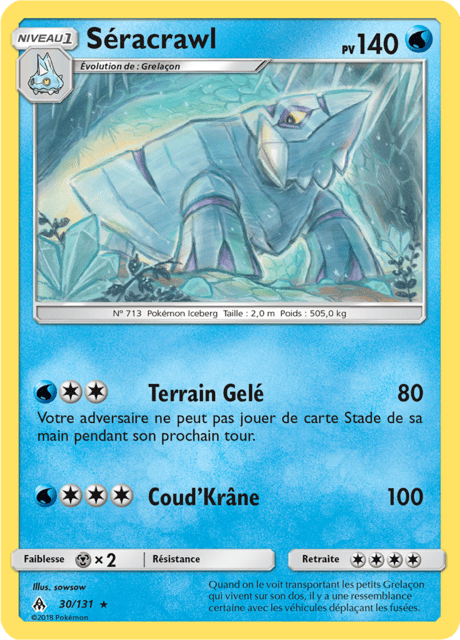 NIVEAU 1 Séracrawl PV 140
Évolution de : Grelaçon
N° 713 Pokémon Iceberg Taille : 2,0 m Poids : 505,0 kg
Terrain Gelé 80
Votre adversaire ne peut pas jouer de carte Stade de sa
main pendant son prochain tour.
Coud'Krâne 100
Faiblesse × 2 Résistance Retraite
Illus. sowsow
30/131
©2018 Pokémon
Quand on le voit transportant les petits Grelaçon
qui vivent sur son dos, il y a une ressemblance
certaine avec les véhicules déplaçant les fusées.